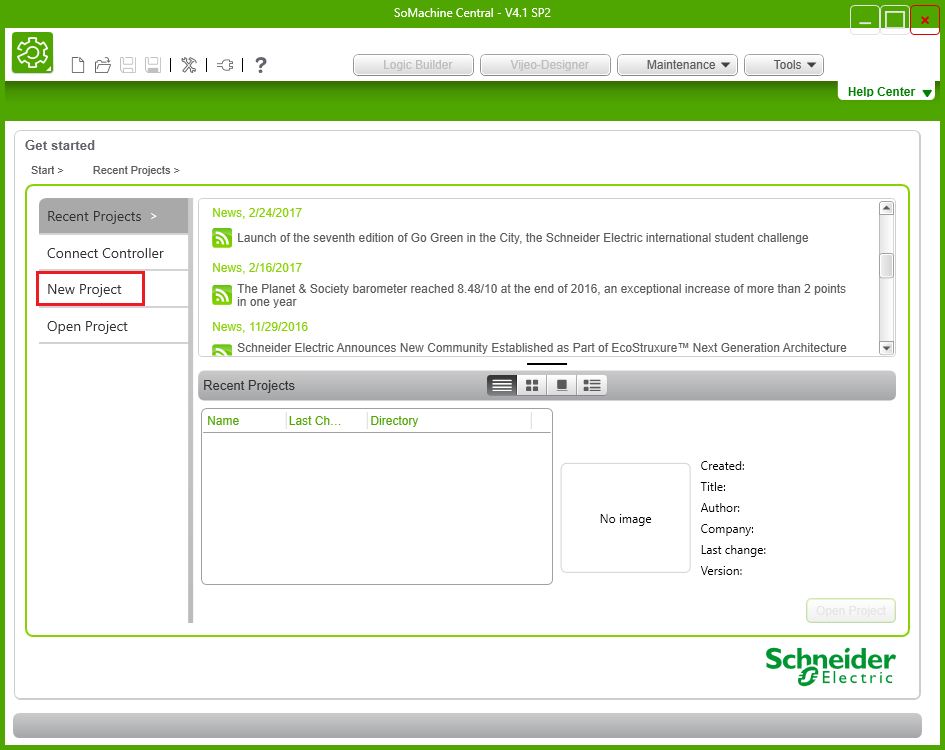 SoMachine Central - V4.1 SP2
?
Logic Builder
Vijeo-Designer
Maintenance
Tools
Help Center
Get started
Start >
Recent Projects >
Recent Projects >
Connect Controller
New Project
Open Project
News, 2/24/2017
Launch of the seventh edition of Go Green in the City, the Schneider Electric international student challenge
News, 2/16/2017
The Planet & Society barometer reached 8.48/10 at the end of 2016, an exceptional increase of more than 2 points
in one year
News, 11/29/2016
Schneider Electric Announces New Community Established as Part of EcoStruxure™ Next Generation Architecture
Recent Projects
Name
Last Ch...
Directory
No image
Created:
Title:
Author:
Company:
Last change:
Version:
Open Project
Schneider
Electric